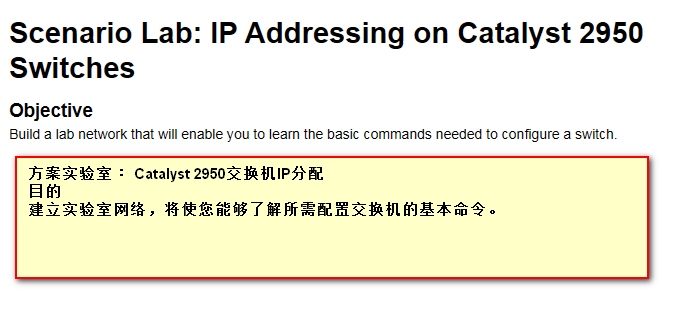 Scenario Lab: IP Addressing on Catalyst 2950
Switches
Objective
Build a lab network that will enable you to learn the basic commands needed to configure a switch.
方案实验室： Catalyst 2950交换机IP分配
目的
建立实验室网络，将使您能够了解所需配置交换机的基本命令。